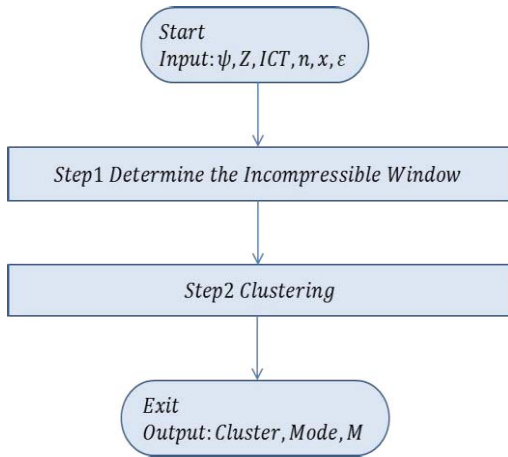 Start
Input: ψ, Z, ICT, n, x, ε
Step1 Determine the Incompressible Window
Step2 Clustering
Exit
Output: Cluster, Mode, M